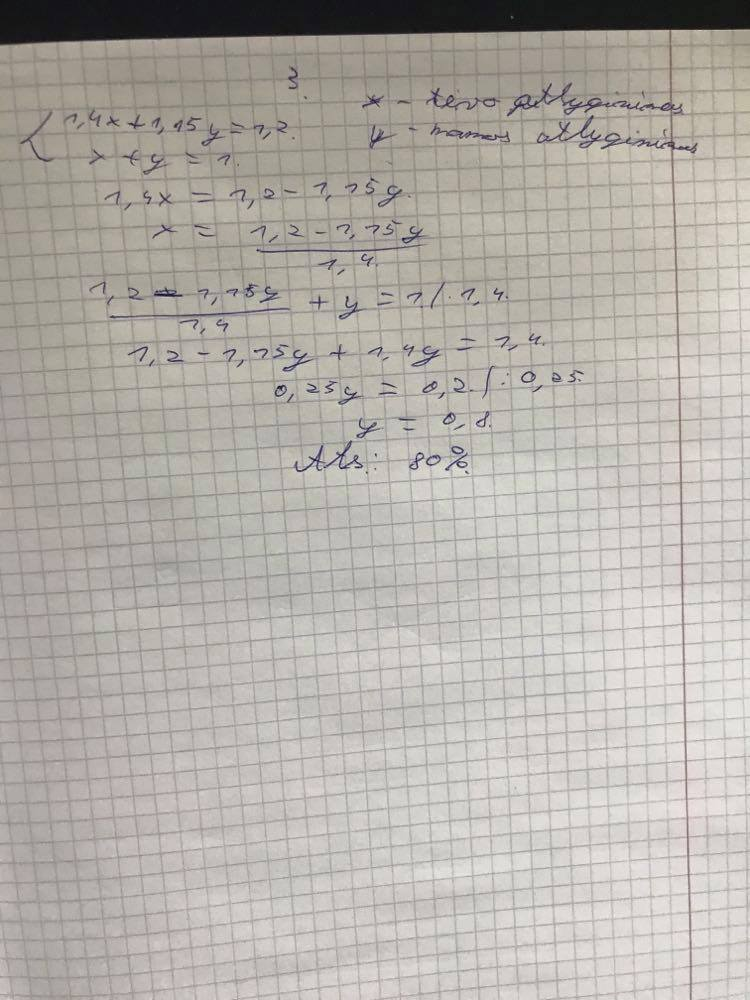 3.
{ 1,4x + 1,15y = 1,2.
x + y = 1.
x - tėvo atlyginimas
y - mamos atlyginimas
1,4x = 1,2 - 1,15y.
x = \frac{1,2 - 1,15y}{1,4.}
\frac{1,2 - 1,15y}{1,4} + y = 1 /· 1,4.
1,2 - 1,15y + 1,4y = 1,4.
0,25y = 0,2. /: 0,25.
y = 0,8.
Ats.: 80%.